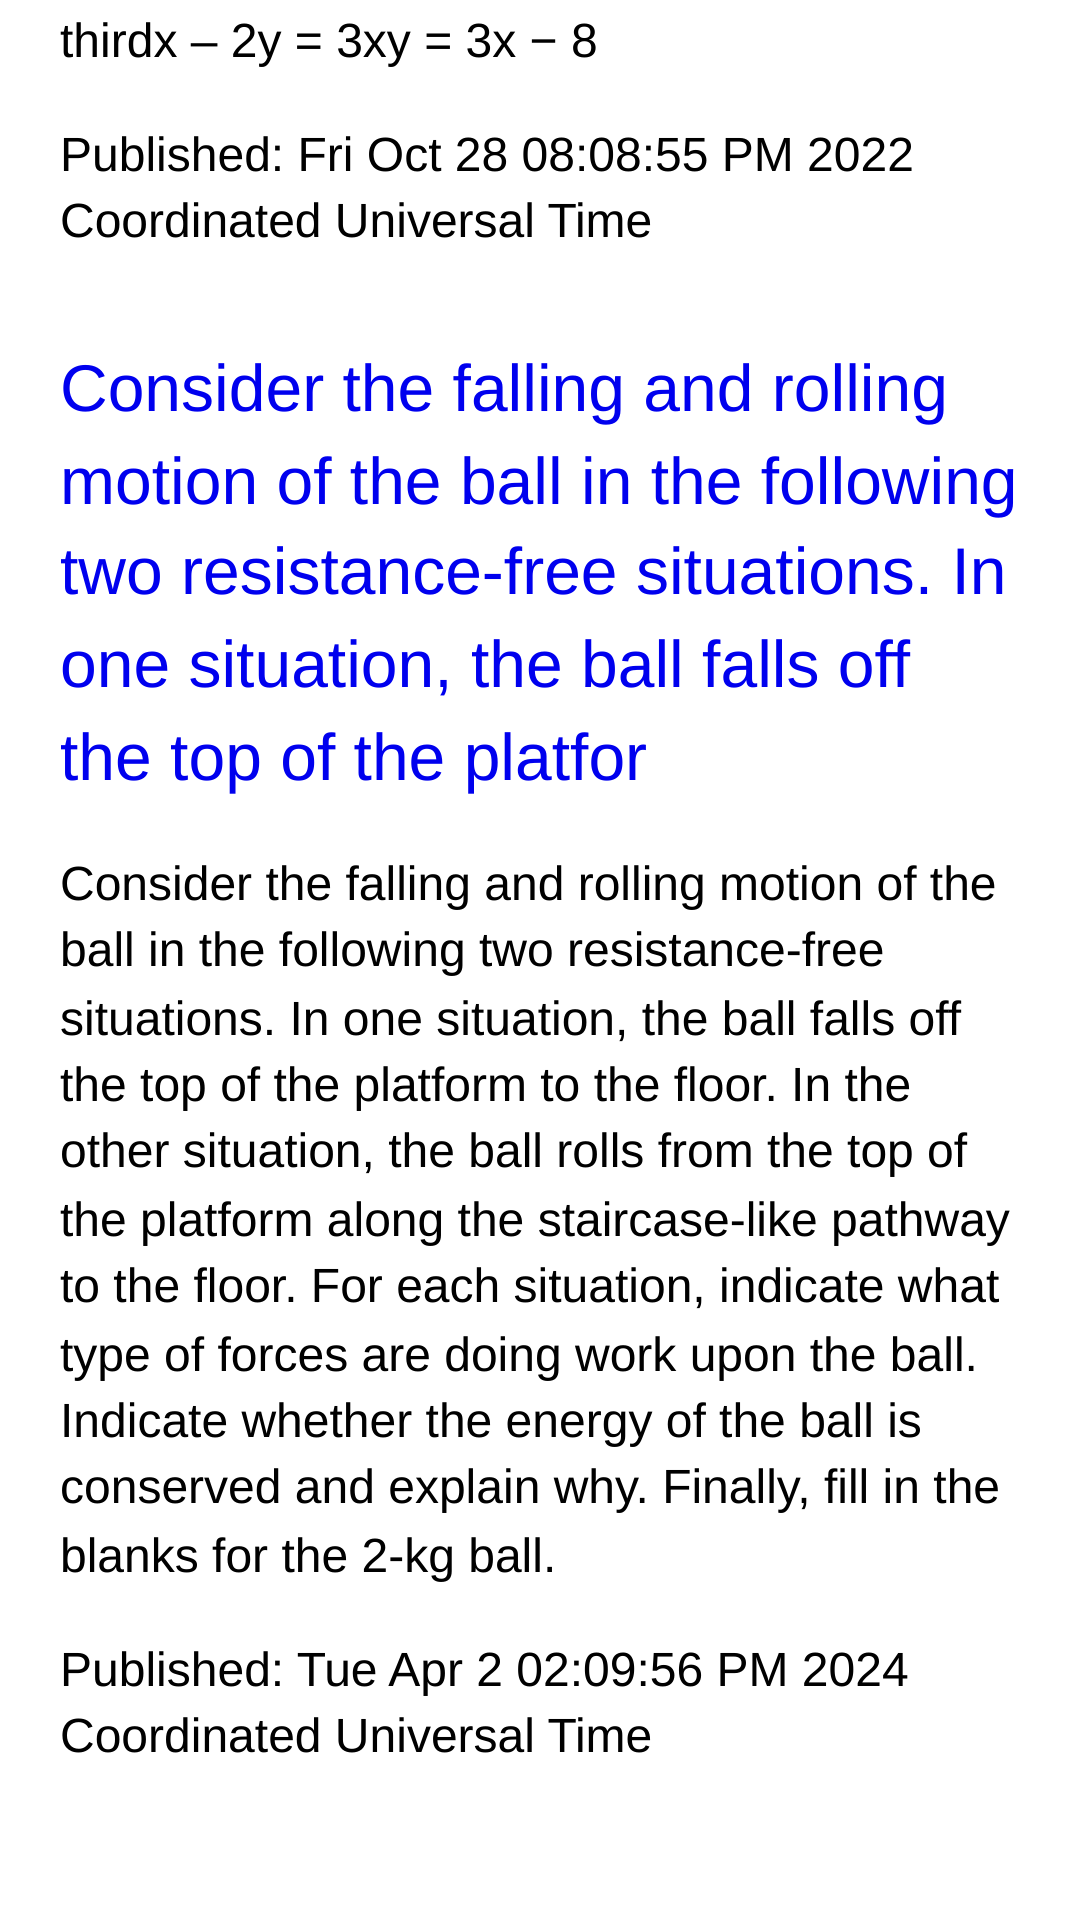 thirdx – 2y = 3xy = 3x − 8
Published: Fri Oct 28 08:08:55 PM 2022
Coordinated Universal Time
Consider the falling and rolling
motion of the ball in the following
two resistance-free situations. In
one situation, the ball falls off
the top of the platfor
Consider the falling and rolling motion of the
ball in the following two resistance-free
situations. In one situation, the ball falls off
the top of the platform to the floor. In the
other situation, the ball rolls from the top of
the platform along the staircase-like pathway
to the floor. For each situation, indicate what
type of forces are doing work upon the ball.
Indicate whether the energy of the ball is
conserved and explain why. Finally, fill in the
blanks for the 2-kg ball.
Published: Tue Apr 2 02:09:56 PM 2024
Coordinated Universal Time